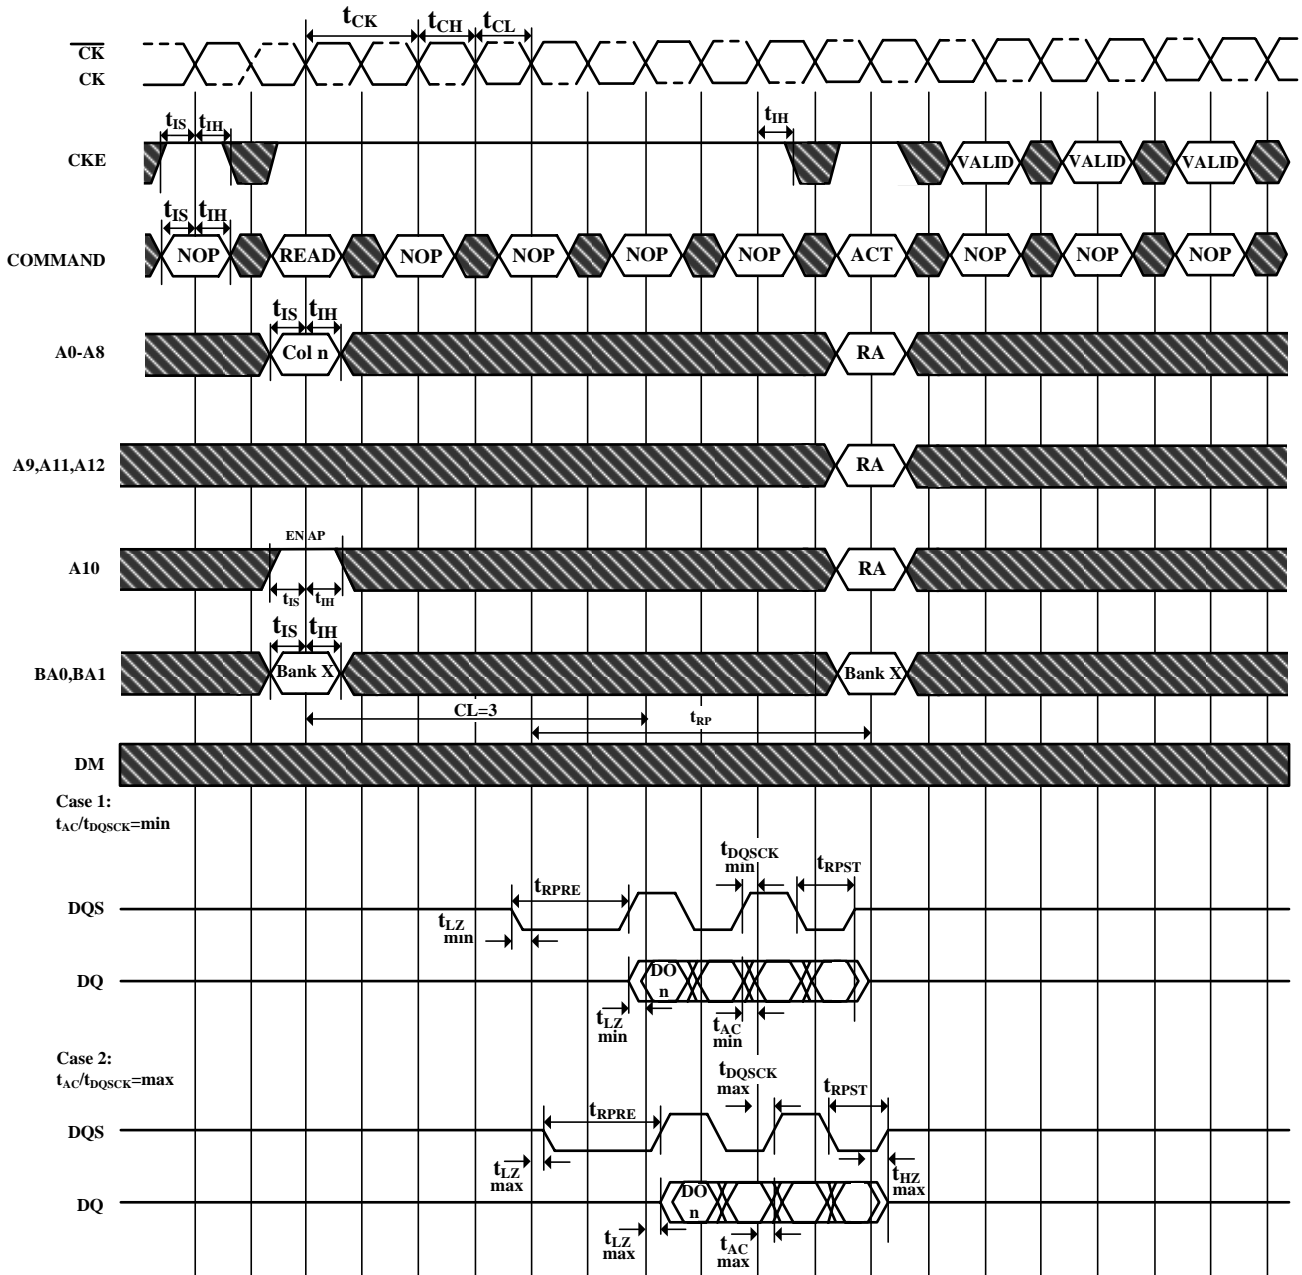 tCK tCH tCL
CK
CK
tIS tIH tIH
CKE VALID VALID VALID
tIS tIH
COMMAND NOP READ NOP NOP NOP NOP ACT NOP NOP NOP
tIS tIH
A0-A8 Col n RA
A9,A11,A12 RA
EN AP
A10 RA
tIS tIH
tIS tIH
BA0,BA1 Bank X Bank X
CL=3
tRP
DM
Case 1:
tAC/tDQSCK=min
tDQSCK
min
tRPST
tRPRE
DQS
tLZ
min
DQ DO
n
tLZ
min
tAC
min
Case 2:
tAC/tDQSCK=max
tDQSCK
max
tRPST
tRPRE
DQS
tLZ
max
tHZ
max
DQ DO
n
tLZ
max
tAC
max